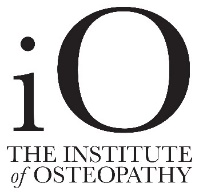 iO
THE INSTITUTE
of OSTEOPATHY